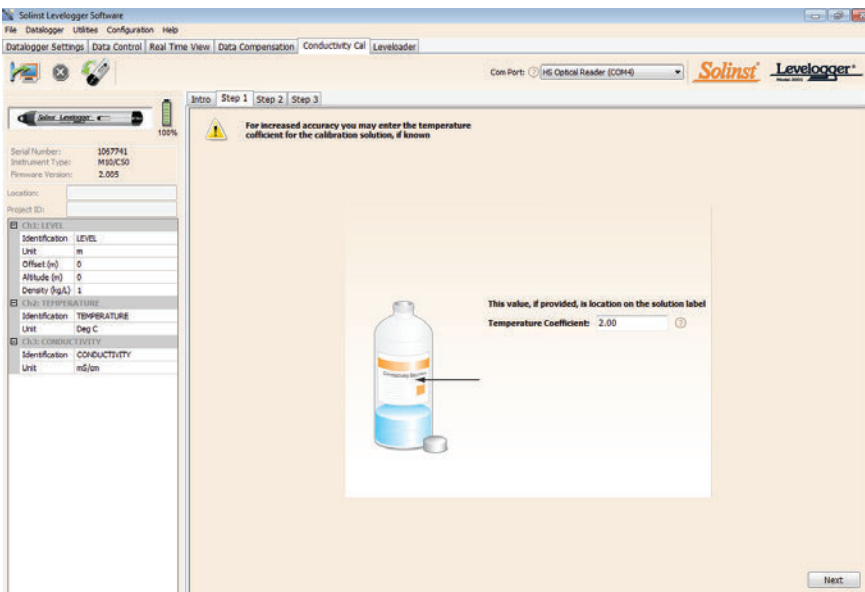 Solinst Levelogger Software
File Datalogger Utilities Configuration Help
Datalogger Settings Data Control Real Time View Data Compensation Conductivity Cal Leveloader
Com Port: ? HS Optical Reader (COM4) Solinst Levelogger
Intro Step 1 Step 2 Step 3
Solinst Levelogger
100%
For increased accuracy you may enter the temperature
cofficient for the calibration solution, if known
Serial Number: 1067741
Instrument Type: M10/C50
Firmware Version: 2.005
Location:
Project ID:
Ch1: LEVEL
Identification LEVEL
Unit m
Offset (m) 0
Altitude (m) 0
Density (kg/L) 1
Ch2: TEMPERATURE
Identification TEMPERATURE
Unit Deg C
Ch3: CONDUCTIVITY
Identification CONDUCTIVITY
Unit mS/cm
This value, if provided, is location on the solution label
Temperature Coefficient: 2.00 ?
Conductivity
Next